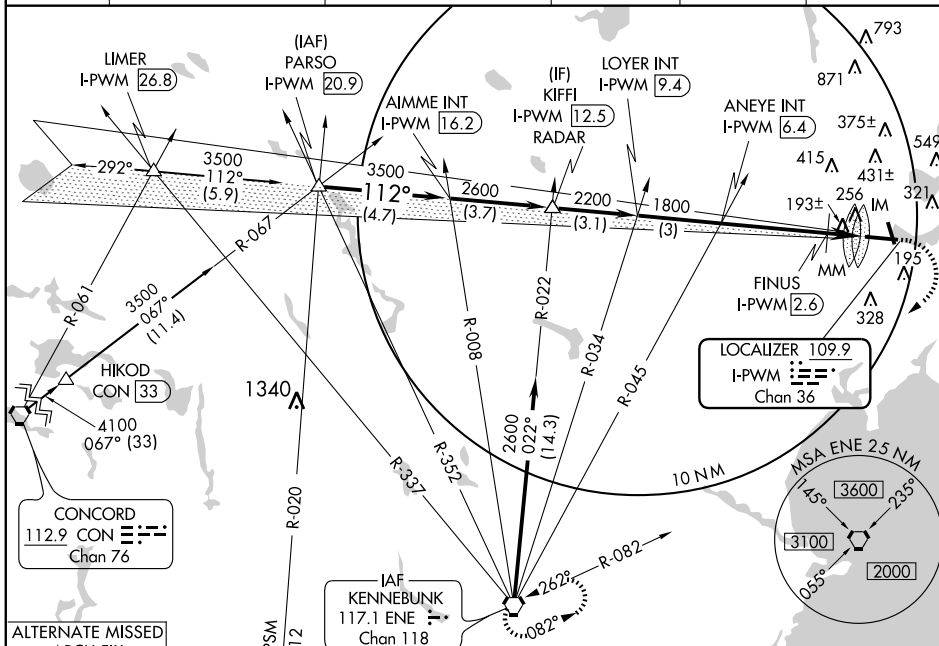 LIMER
I-PWM 26.8
(IAF)
PARSO
I-PWM 20.9
AIMME INT
I-PWM 16.2
(IF)
KIFFI
I-PWM 12.5
RADAR
LOYER INT
I-PWM 9.4
ANEYE INT
I-PWM 6.4
793
871
375±
549
415
431±
321
256
193±
IM
MM
195
328
292°
3500
112°
(5.9)
3500
112°
(4.7)
2600
(3.7)
2200
(3.1)
1800
(3)
FINUS
I-PWM 2.6
LOCALIZER 109.9
I-PWM
Chan 36
R-061
R-067
3500
067°
(11.4)
HIKOD
CON 33
4100
067° (33)
CONCORD
112.9 CON
Chan 76
1340
R-020
R-337
R-352
R-008
R-022
R-034
R-045
2600
022°
(14.3)
10 NM
MSA ENE 25 NM
145°
3600
235°
3100
055°
2000
IAF
KENNEBUNK
117.1 ENE
Chan 118
262°
R-082
082°
PSM
12
ALTERNATE MISSED